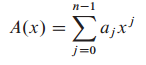 A(x) = \sum_{j=0}^{n-1} a_j x^j